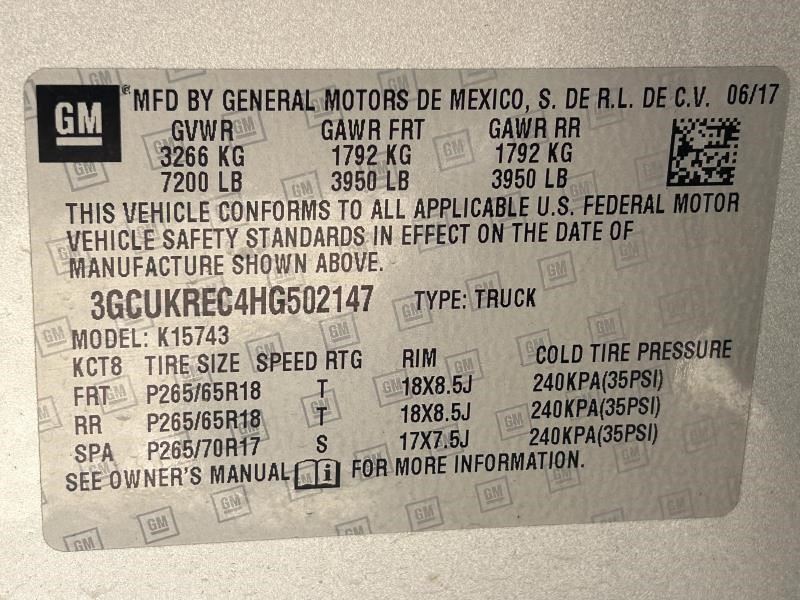 GM ® MFD BY GENERAL MOTORS DE MEXICO, S. DE R.L. DE C.V. 06/17
GVWR GAWR FRT GAWR RR
3266 KG 1792 KG 1792 KG
7200 LB 3950 LB 3950 LB
THIS VEHICLE CONFORMS TO ALL APPLICABLE U.S. FEDERAL MOTOR
VEHICLE SAFETY STANDARDS IN EFFECT ON THE DATE OF
MANUFACTURE SHOWN ABOVE.
3GCUKREC4HG502147 TYPE: TRUCK
MODEL: K15743
KCT8 TIRE SIZE SPEED RTG RIM COLD TIRE PRESSURE
FRT P265/65R18 T 18X8.5J 240KPA(35PSI)
RR P265/65R18 T 18X8.5J 240KPA(35PSI)
SPA P265/70R17 S 17X7.5J 240KPA(35PSI)
SEE OWNER'S MANUAL i FOR MORE INFORMATION.